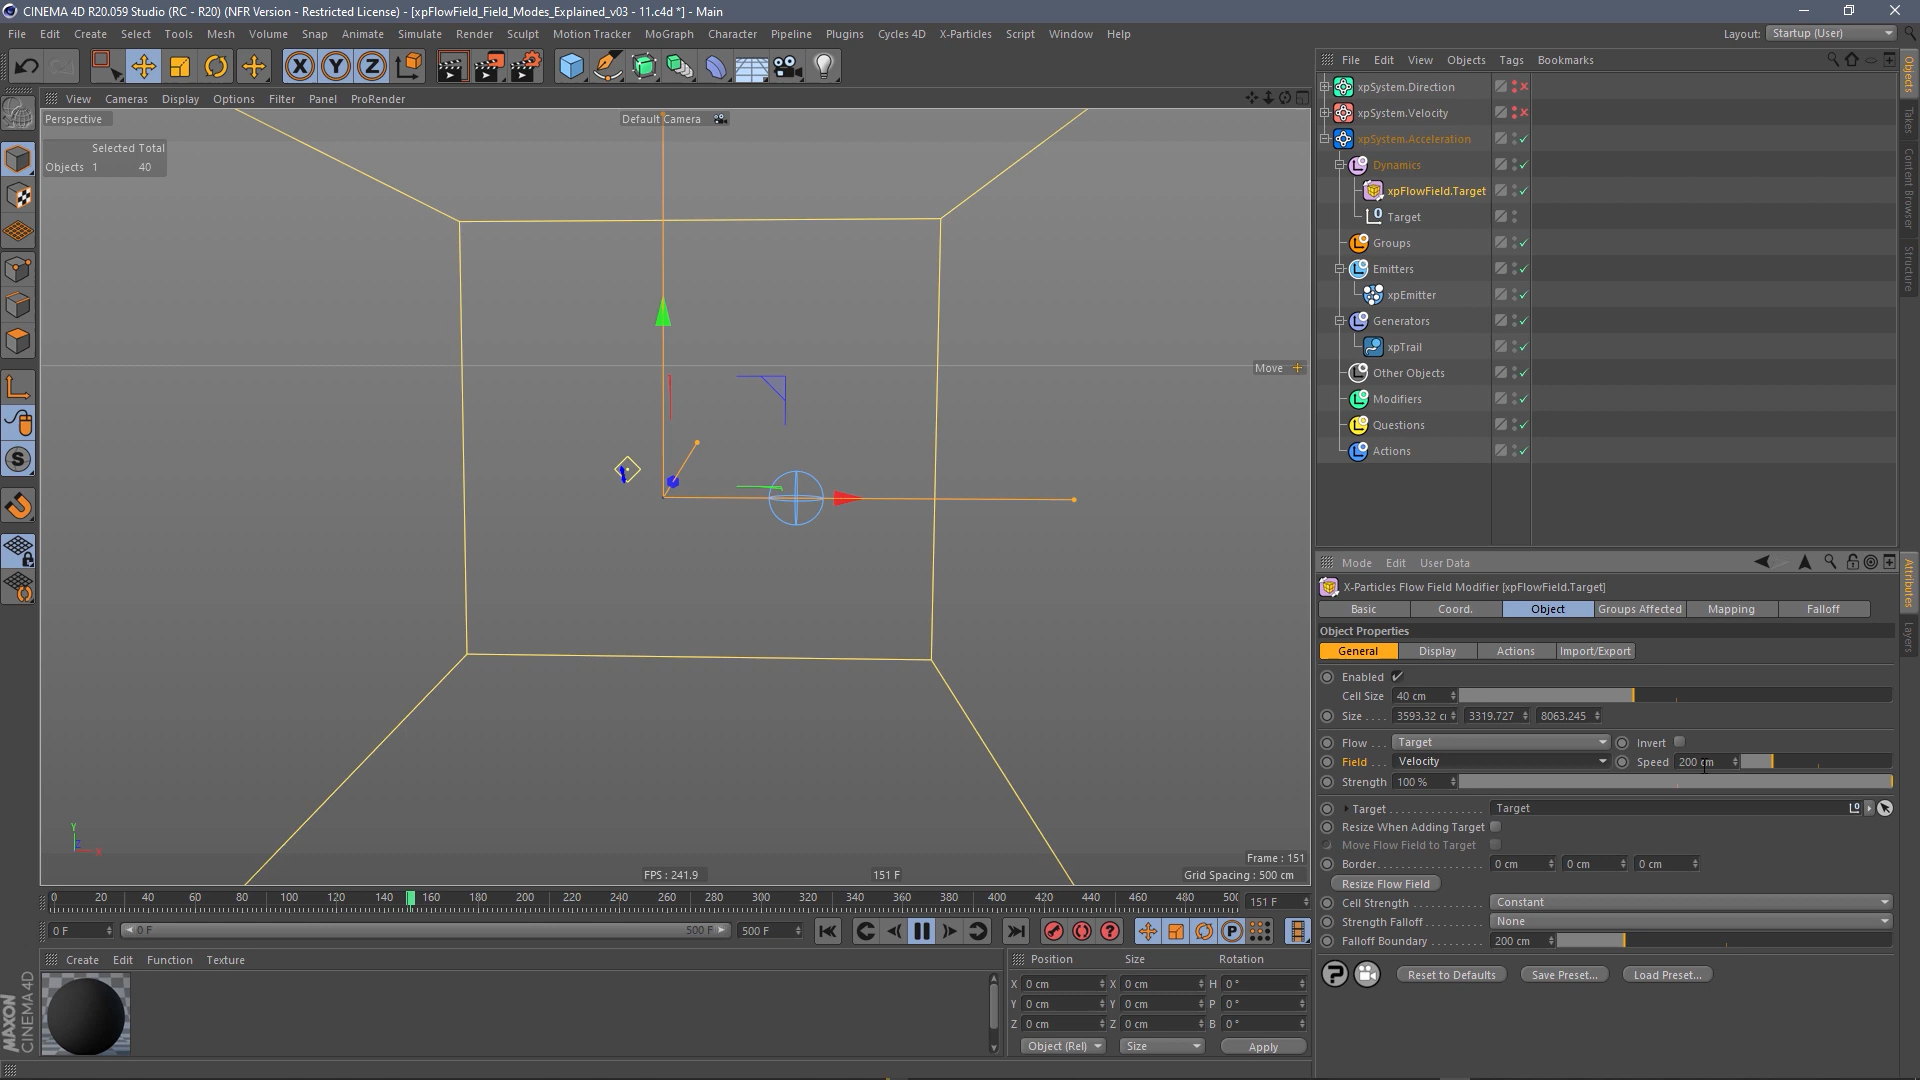 CINEMA 4D R20.059 Studio (RC - R20) (NFR Version - Restricted License) - [xpFlowField_Field_Modes_Explained_v03 - 11.c4d *] - Main
File Edit Create Select Tools Mesh Volume Snap Animate Simulate Render Sculpt Motion Tracker MoGraph Character Pipeline Plugins Cycles 4D X-Particles Script Window Help
Layout: Startup (User)
X Y Z
View Cameras Display Options Filter Panel ProRender
Perspective
Default Camera
Selected Total
Objects 1 40
Move
Y
X
Frame : 151
FPS : 241.9
151 F
Grid Spacing : 500 cm
0 20 40 60 80 100 120 140 160 180 200 220 240 260 280 300 320 340 360 380 400 420 440 460 480 50(
151 F
0 F
0 F
500 F
500 F
P
Create Edit Function Texture
MAXON
CINEMA 4D
Position Size Rotation
X 0 cm X 0 cm H 0 °
Y 0 cm Y 0 cm P 0 °
Z 0 cm Z 0 cm B 0 °
Object (Rel) Size Apply
File Edit View Objects Tags Bookmarks
xpSystem.Direction
xpSystem.Velocity
xpSystem.Acceleration
Dynamics
xpFlowField.Target
Target
Groups
Emitters
xpEmitter
Generators
xpTrail
Other Objects
Modifiers
Questions
Actions
Objects
Takes
Content Browser
Structure
Mode Edit User Data
X-Particles Flow Field Modifier [xpFlowField.Target]
Basic Coord. Object Groups Affected Mapping Falloff
Object Properties
General Display Actions Import/Export
Enabled
Cell Size 40 cm
Size . . . . 3593.32 cı 3319.727 8063.245
Flow . . . Target Invert
Field . . . Velocity Speed 200 cm
Strength 100 %
Target . . . . . . . . . . . . . . . Target
Resize When Adding Target
Move Flow Field to Target
Border . . . . . . . . . . . . . . . 0 cm 0 cm 0 cm
Resize Flow Field
Cell Strength . . . . . . . . . . Constant
Strength Falloff . . . . . . . . None
Falloff Boundary . . . . . . . . 200 cm
Reset to Defaults Save Preset... Load Preset...
Attributes
Layers